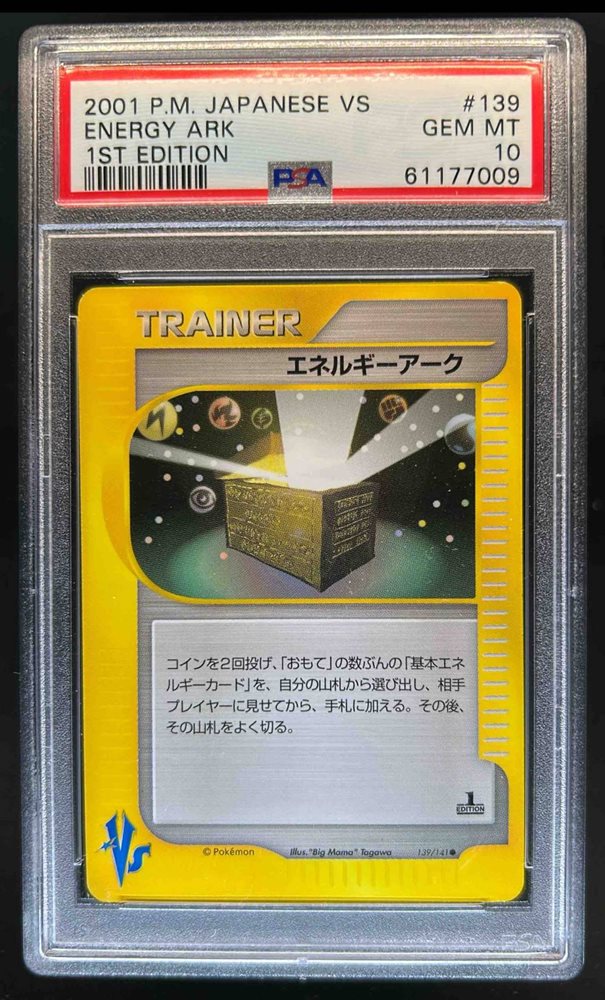 2001 P.M. JAPANESE VS #139
ENERGY ARK GEM MT
1ST EDITION 10
PSA 61177009
TRAINER
エネルギーアーク
コインを2回投げ、「おもて」の数ぶんの「基本エネ
ルギーカード」を、自分の山札から選び出し、相手
プレイヤーに見せてから、手札に加える。その後、
その山札をよく切る。
1
EDITION
VS
© Pokémon Illus."Big Mama" Tagawa 139/141●
PSA